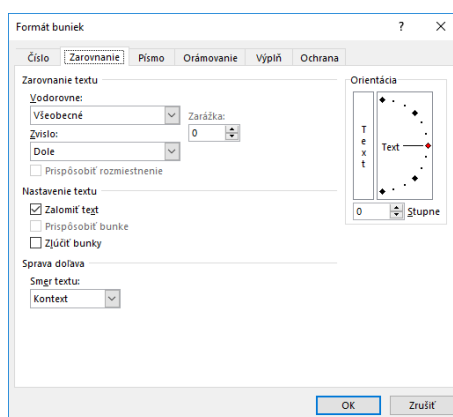 Formát buniek
Číslo Zarovnanie Písmo Orámovanie Výplň Ochrana
Zarovnanie textu
Vodorovne:
Všeobecné
Zarážka:
Zvislo:
0
Dole
Prispôsobiť rozmiestnenie
Nastavenie textu
Zalomiť text
Prispôsobiť bunke
Zlúčiť bunky
Sprava doľava
Smer textu:
Kontext
Orientácia
Text
Text
0 Stupne
OK Zrušiť